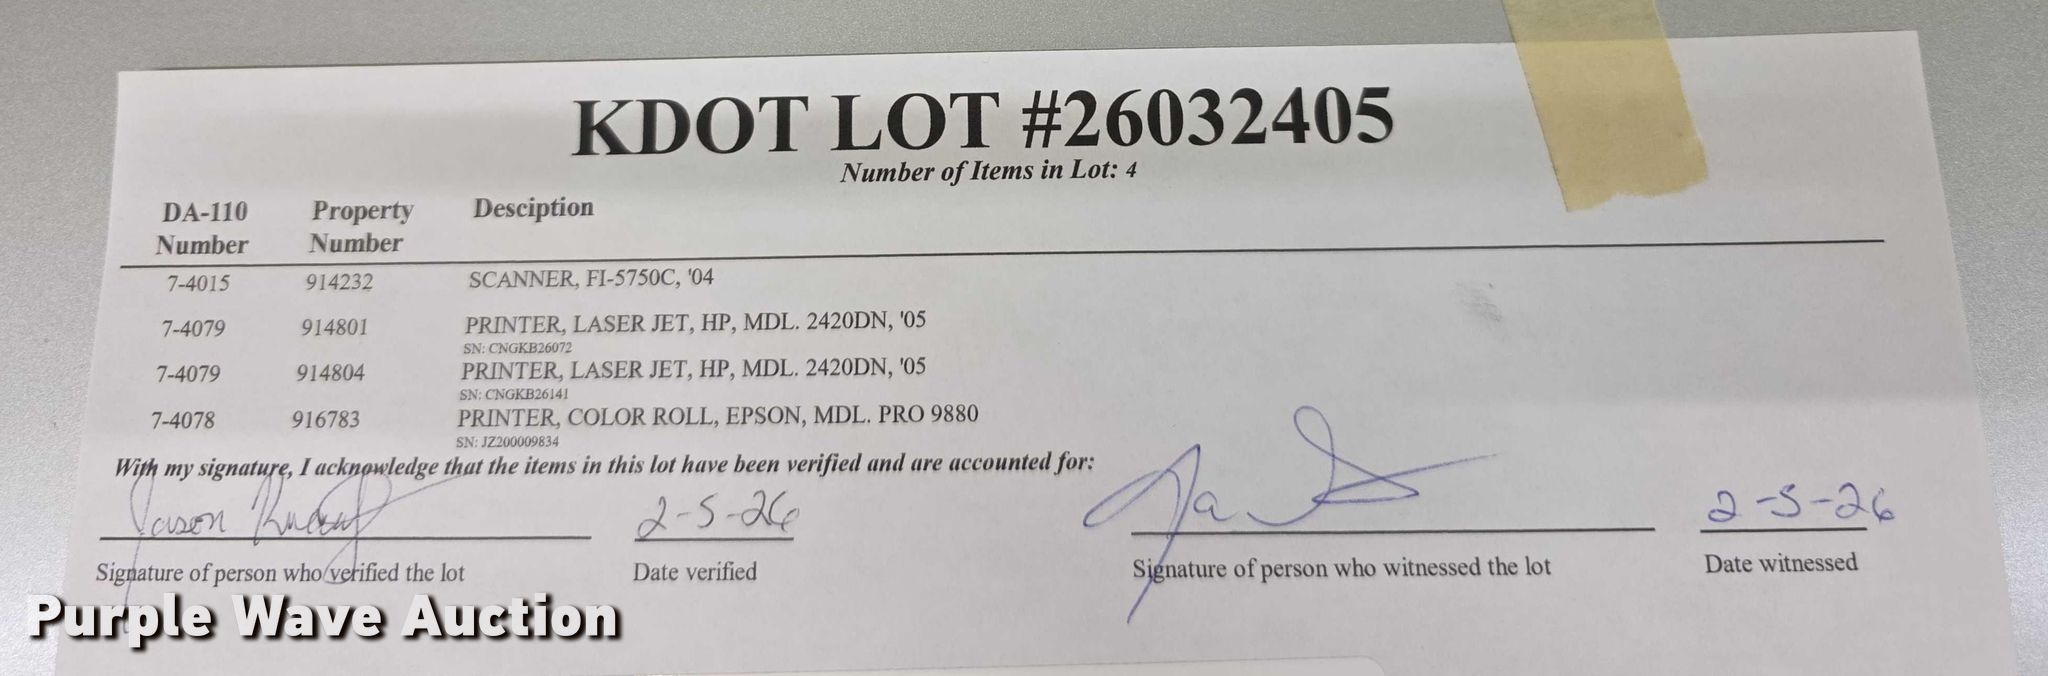 KDOT LOT #26032405
Number of Items in Lot: 4
DA-110 Number Property Number Desciption
7-4015 914232 SCANNER, FI-5750C, '04
7-4079 914801 PRINTER, LASER JET, HP, MDL. 2420DN, '05
SN: CNGKB26072
7-4079 914804 PRINTER, LASER JET, HP, MDL. 2420DN, '05
SN: CNGKB26141
7-4078 916783 PRINTER, COLOR ROLL, EPSON, MDL. PRO 9880
SN: JZ200009834
With my signature, I acknowledge that the items in this lot have been verified and are accounted for:
Jason 2-5-26 2-5-26
Signature of person who verified the lot Date verified Signature of person who witnessed the lot Date witnessed
Purple Wave Auction